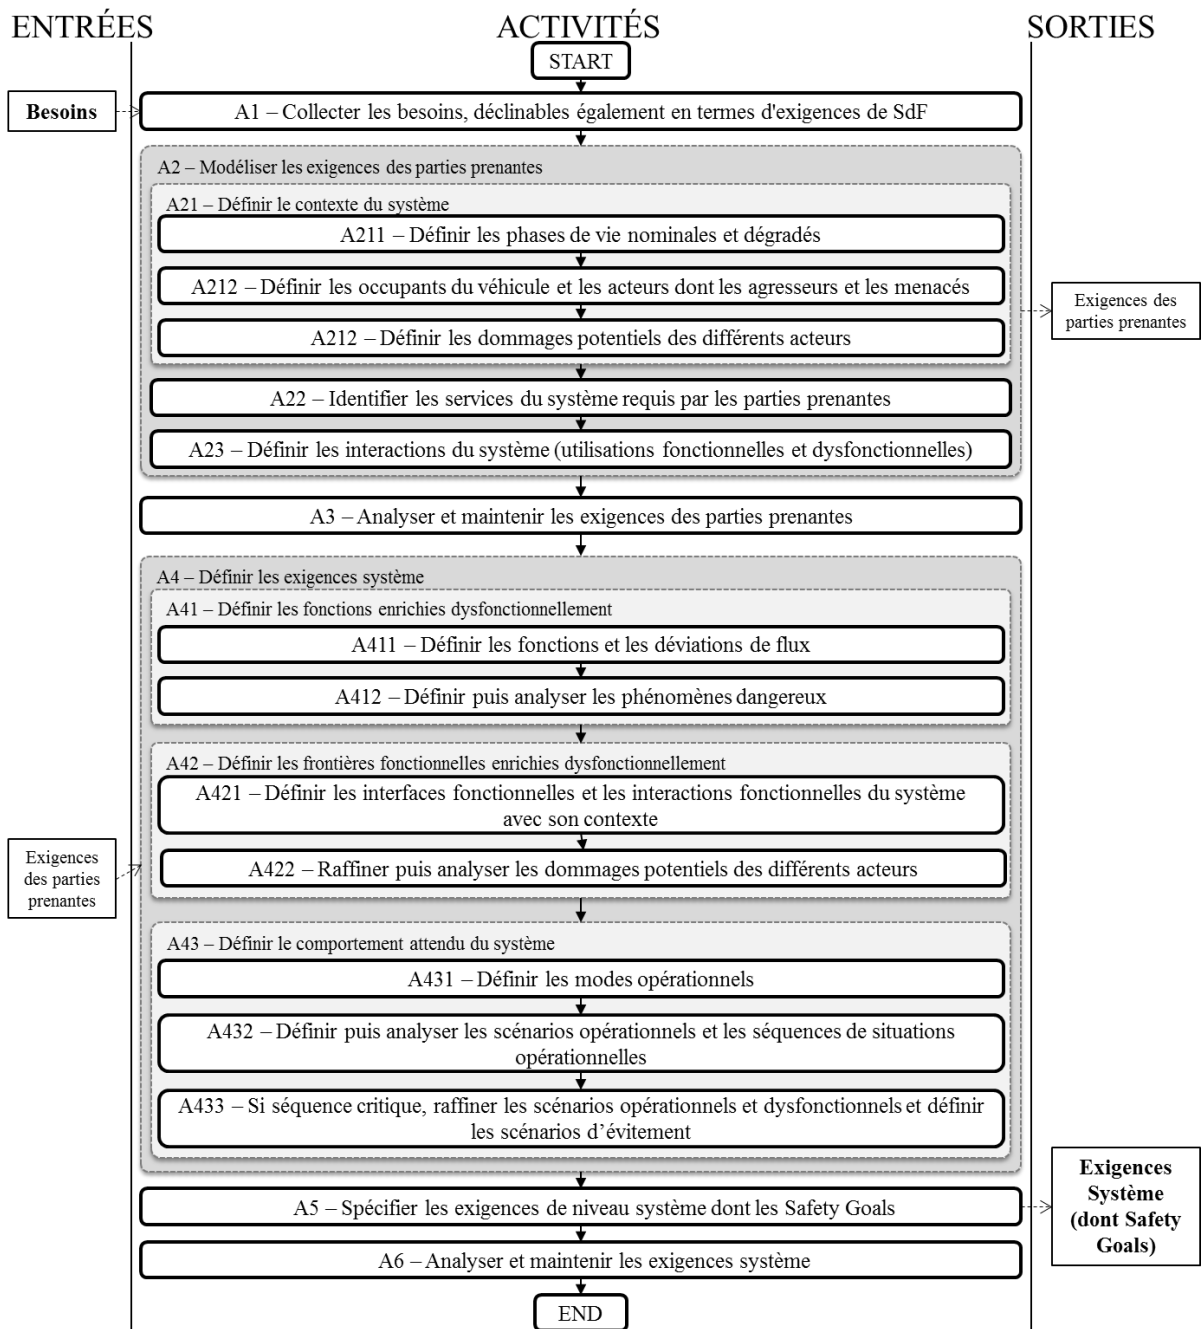 ENTRÉES
ACTIVITÉS
SORTIES
START
Besoins
A1 – Collecter les besoins, déclinables également en termes d'exigences de SdF
A2 – Modéliser les exigences des parties prenantes
A21 – Définir le contexte du système
A211 – Définir les phases de vie nominales et dégradés
A212 – Définir les occupants du véhicule et les acteurs dont les agresseurs et les menacés
Exigences des
parties prenantes
A212 – Définir les dommages potentiels des différents acteurs
A22 – Identifier les services du système requis par les parties prenantes
A23 – Définir les interactions du système (utilisations fonctionnelles et dysfonctionnelles)
A3 – Analyser et maintenir les exigences des parties prenantes
A4 – Définir les exigences système
A41 – Définir les fonctions enrichies dysfonctionnellement
A411 – Définir les fonctions et les déviations de flux
A412 – Définir puis analyser les phénomènes dangereux
A42 – Définir les frontières fonctionnelles enrichies dysfonctionnellement
A421 – Définir les interfaces fonctionnelles et les interactions fonctionnelles du système
avec son contexte
Exigences
des parties
prenantes
A422 – Raffiner puis analyser les dommages potentiels des différents acteurs
A43 – Définir le comportement attendu du système
A431 – Définir les modes opérationnels
A432 – Définir puis analyser les scénarios opérationnels et les séquences de situations
opérationnelles
A433 – Si séquence critique, raffiner les scénarios opérationnels et dysfonctionnels et définir
les scénarios d’évitement
A5 – Spécifier les exigences de niveau système dont les Safety Goals
Exigences
Système
(dont Safety
Goals)
A6 – Analyser et maintenir les exigences système
END